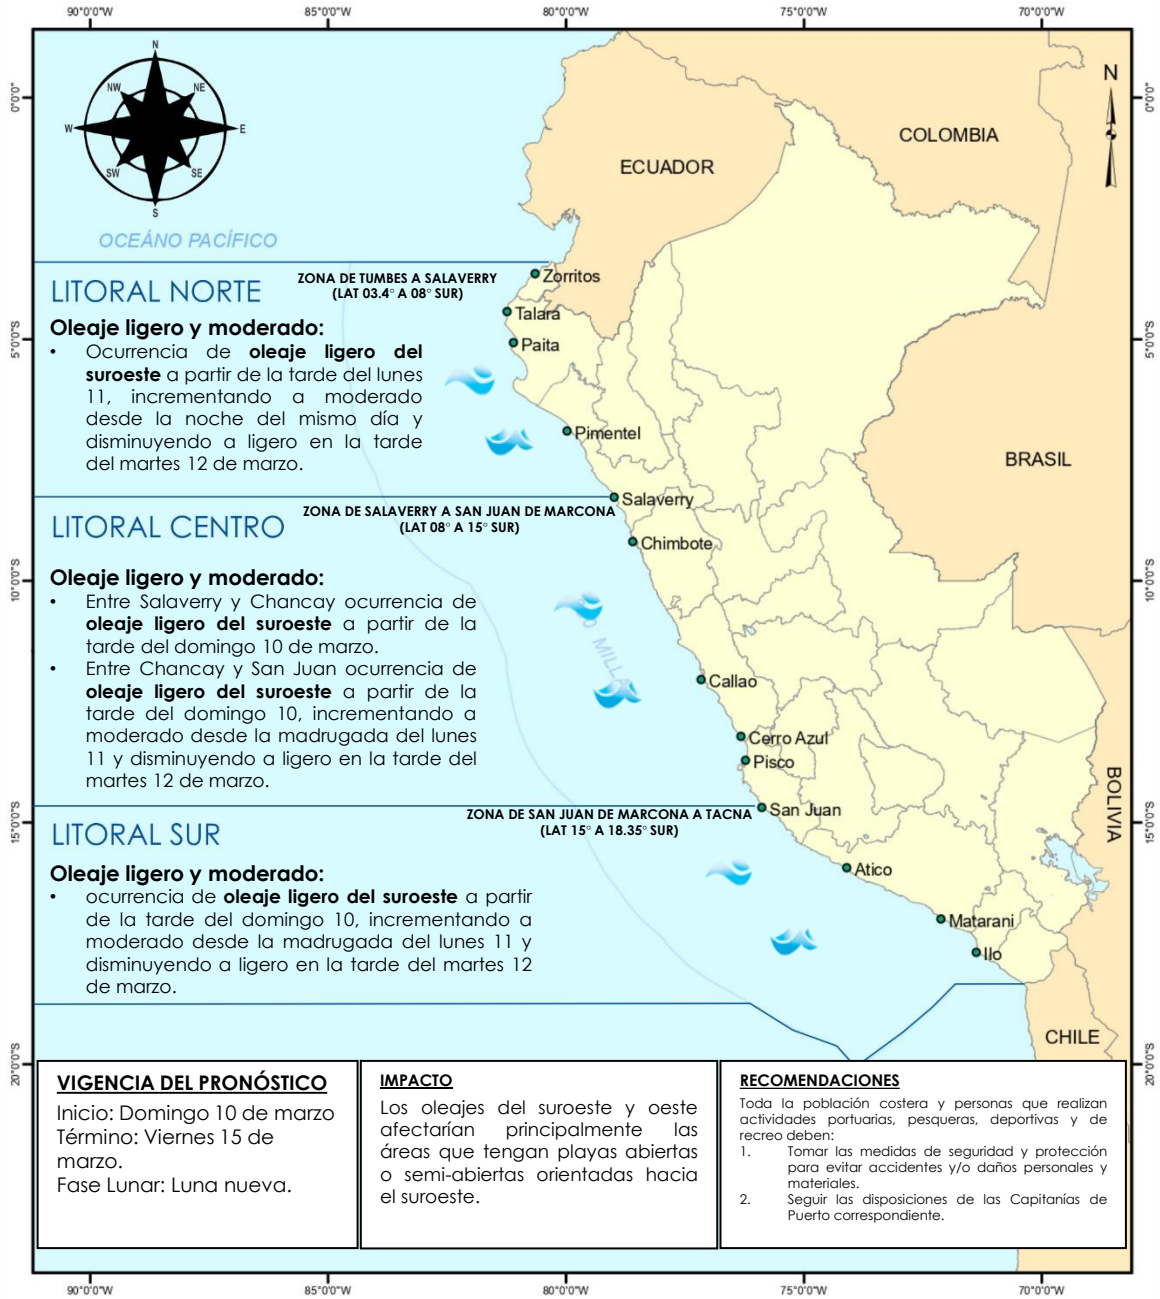 90°0'0"W 85°0'0"W 80°0'0"W 75°0'0"W 70°0'0"W
N
NW NE
W E
SW SE
S
N
0°0'0"
0°0'0"
COLOMBIA
ECUADOR
OCEÁNO PACÍFICO
LITORAL NORTE
ZONA DE TUMBES A SALAVERRY
(LAT 03.4° A 08° SUR)
Zorritos
Talara
Paita
Pimentel
5°0'0"S
5°0'0"S
Oleaje ligero y moderado:
• Ocurrencia de oleaje ligero del
suroeste a partir de la tarde del lunes
11, incrementando a moderado
desde la noche del mismo día y
disminuyendo a ligero en la tarde
del martes 12 de marzo.
BRASIL
Salaverry
LITORAL CENTRO
ZONA DE SALAVERRY A SAN JUAN DE MARCONA
(LAT 08° A 15° SUR)
Chimbote
10°0'0"S
10°0'0"S
Oleaje ligero y moderado:
• Entre Salaverry y Chancay ocurrencia de
oleaje ligero del suroeste a partir de la
tarde del domingo 10 de marzo.
• Entre Chancay y San Juan ocurrencia de
oleaje ligero del suroeste a partir de la
tarde del domingo 10, incrementando a
moderado desde la madrugada del lunes
11 y disminuyendo a ligero en la tarde del
martes 12 de marzo.
Callao
Cerro Azul
Pisco
BOLIVIA
San Juan
LITORAL SUR
ZONA DE SAN JUAN DE MARCONA A TACNA
(LAT 15° A 18.35° SUR)
15°0'0"S
15°0'0"S
Oleaje ligero y moderado:
• ocurrencia de oleaje ligero del suroeste a partir
de la tarde del domingo 10, incrementando a
moderado desde la madrugada del lunes 11 y
disminuyendo a ligero en la tarde del martes 12
de marzo.
Atico
Matarani
Ilo
CHILE
20°0'0"S
20°0'0"S
VIGENCIA DEL PRONÓSTICO
Inicio: Domingo 10 de marzo
Término: Viernes 15 de
marzo.
Fase Lunar: Luna nueva.
IMPACTO
Los oleajes del suroeste y oeste
afectarían principalmente las
áreas que tengan playas abiertas
o semi-abiertas orientadas hacia
el suroeste.
RECOMENDACIONES
Toda la población costera y personas que realizan
actividades portuarias, pesqueras, deportivas y de
recreo deben:
1. Tomar las medidas de seguridad y protección
para evitar accidentes y/o daños personales y
materiales.
2. Seguir las disposiciones de las Capitanías de
Puerto correspondiente.
90°0'0"W 85°0'0"W 80°0'0"W 75°0'0"W 70°0'0"W